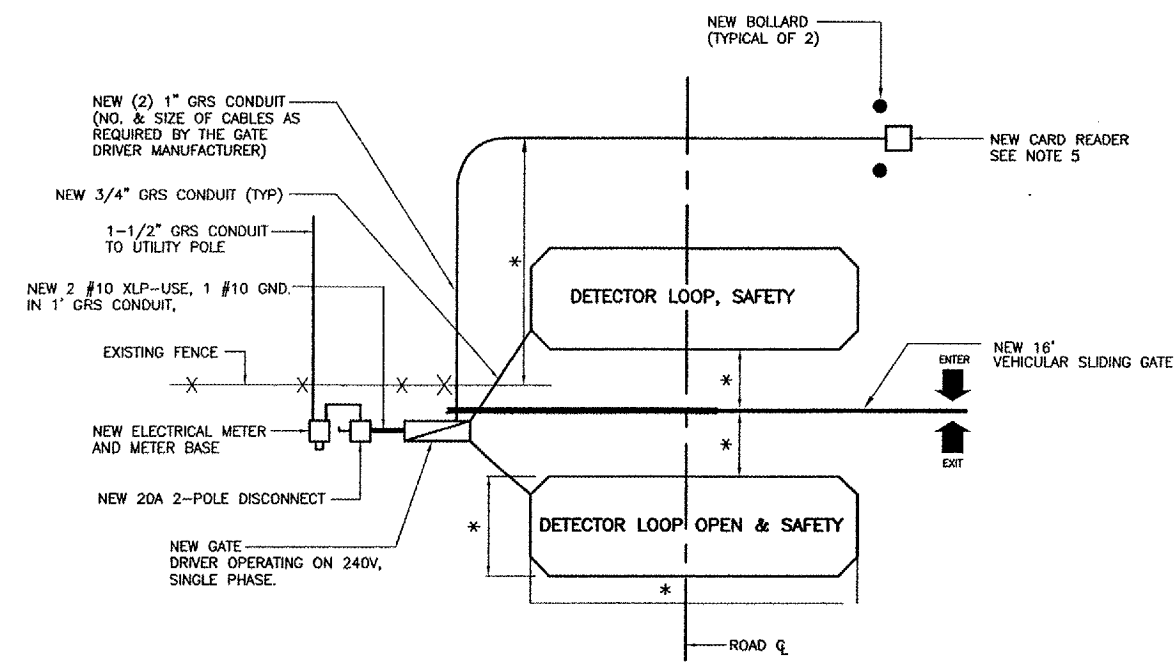 NEW BOLLARD
(TYPICAL OF 2)
NEW (2) 1" GRS CONDUIT
(NO. & SIZE OF CABLES AS
REQUIRED BY THE GATE
DRIVER MANUFACTURER)
NEW CARD READER
SEE NOTE 5
NEW 3/4" GRS CONDUIT (TYP)
1-1/2" GRS CONDUIT
TO UTILITY POLE
*
NEW 2 #10 XLP-USE, 1 #10 GND.
IN 1' GRS CONDUIT,
DETECTOR LOOP, SAFETY
EXISTING FENCE
NEW 16'
VEHICULAR SLIDING GATE
ENTER
*
NEW ELECTRICAL METER
AND METER BASE
*
EXIT
NEW 20A 2-POLE DISCONNECT
*
DETECTOR LOOP OPEN & SAFETY
NEW GATE
DRIVER OPERATING ON 240V,
SINGLE PHASE.
*
ROAD ℄